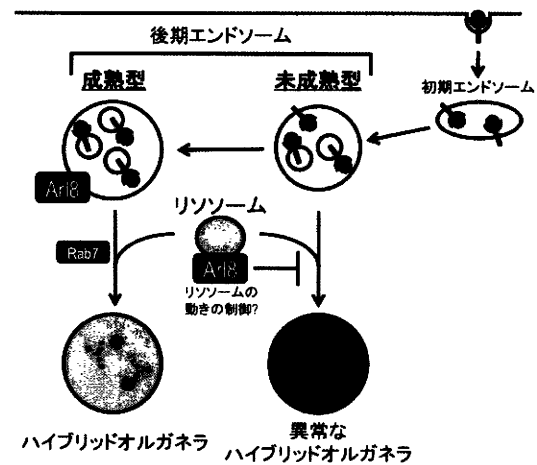 後期エンドソーム
成熟型
未成熟型
初期エンドソーム
Arl8
リソソーム
Rab7
Arl8
リソソームの
動きの制御?
ハイブリッドオルガネラ
異常な
ハイブリッドオルガネラ